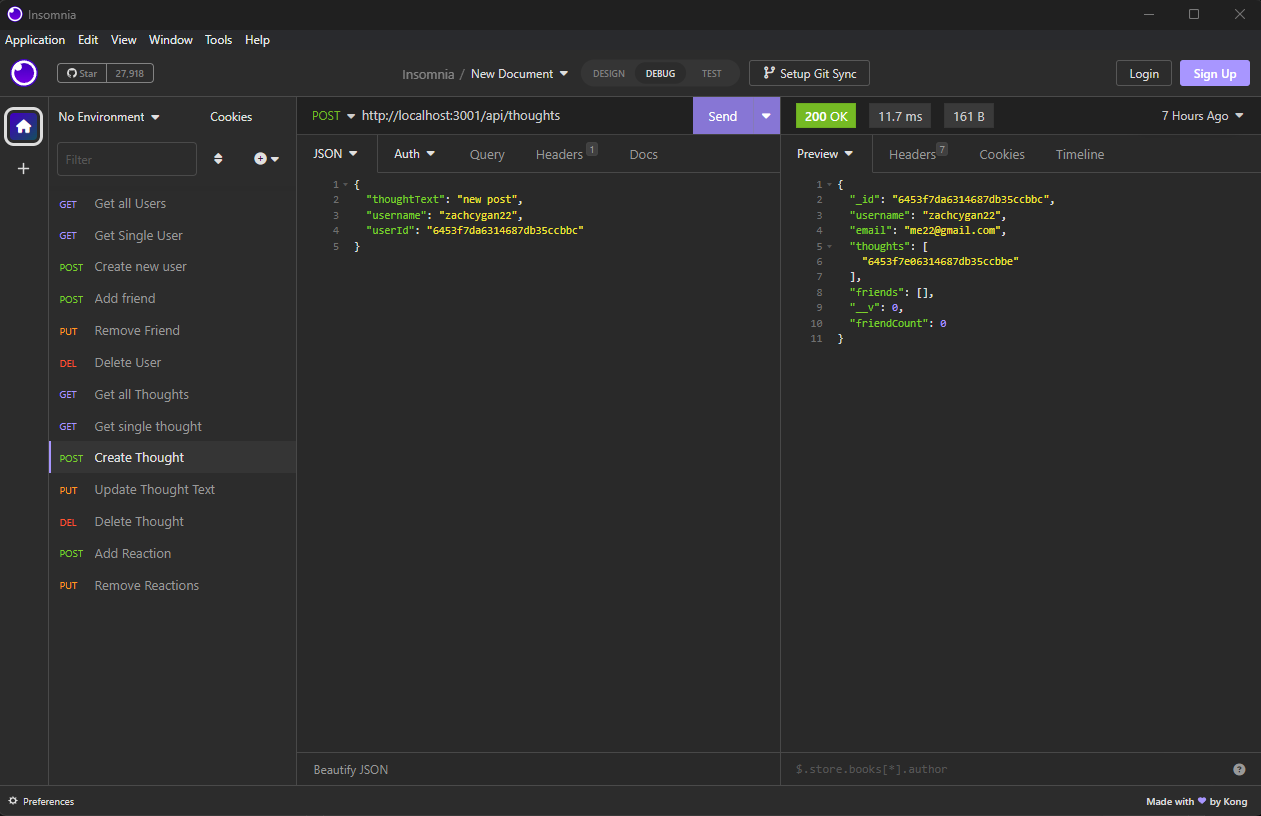 Insomnia
Application Edit View Window Tools Help
Star 27,918
Insomnia / New Document
DESIGN DEBUG TEST
Setup Git Sync
Login Sign Up
No Environment Cookies
Filter
GET Get all Users
GET Get Single User
POST Create new user
POST Add friend
PUT Remove Friend
DEL Delete User
GET Get all Thoughts
GET Get single thought
POST Create Thought
PUT Update Thought Text
DEL Delete Thought
POST Add Reaction
PUT Remove Reactions
POST http://localhost:3001/api/thoughts Send
JSON Auth Query Headers 1 Docs
1 {
2 "thoughtText": "new post",
3 "username": "zachcygan22",
4 "userId": "6453f7da6314687db35ccbbc"
5 }
Beautify JSON
200 OK 11.7 ms 161 B 7 Hours Ago
Preview Headers 7 Cookies Timeline
1 {
2 "_id": "6453f7da6314687db35ccbbc",
3 "username": "zachcygan22",
4 "email": "me22@gmail.com",
5 "thoughts": [
6 "6453f7e06314687db35ccbbe"
7 ],
8 "friends": [],
9 "__v": 0,
10 "friendCount": 0
11 }
$.store.books[*].author ?
Preferences
Made with ♥ by Kong